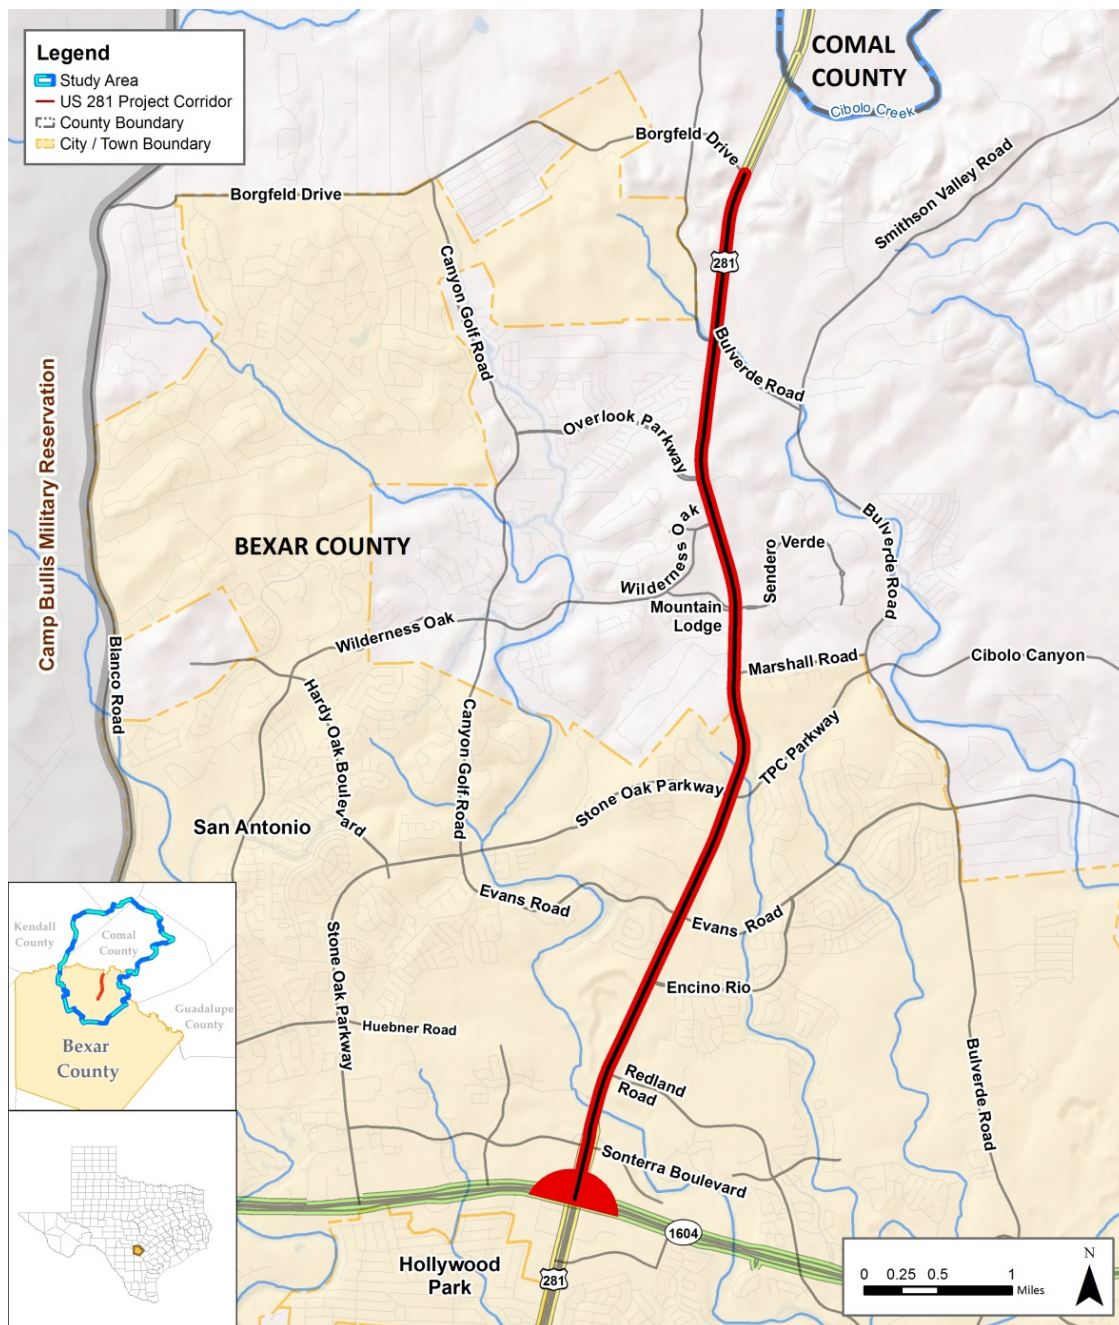 Legend
Study Area
US 281 Project Corridor
County Boundary
City / Town Boundary
COMAL
COUNTY
Cibolo Creek
Borgfeld Drive
Borgfeld Drive
Smithson Valley Road
281
Canyon Golf Road
Bulverde Road
Camp Bullis Military Reservation
Overlook Parkway
Wilderness Oak
BEXAR COUNTY
Bulverde Road
Sendero Verde
Wilderness Oak
Mountain
Lodge
Wilderness Oak
Marshall Road
Cibolo Canyon
Blanco Road
Hardy Oak Boulevard
Canyon Golf Road
TPC Parkway
Stone Oak Parkway
San Antonio
Evans Road
Evans Road
Stone Oak Parkway
Encino Rio
Huebner Road
Bulverde Road
Redland
Road
Sonterra Boulevard
1604
Hollywood
Park
281
Kendall
County
Comal
County
Guadalupe
County
Bexar
County
N
0 0.25 0.5 1
Miles